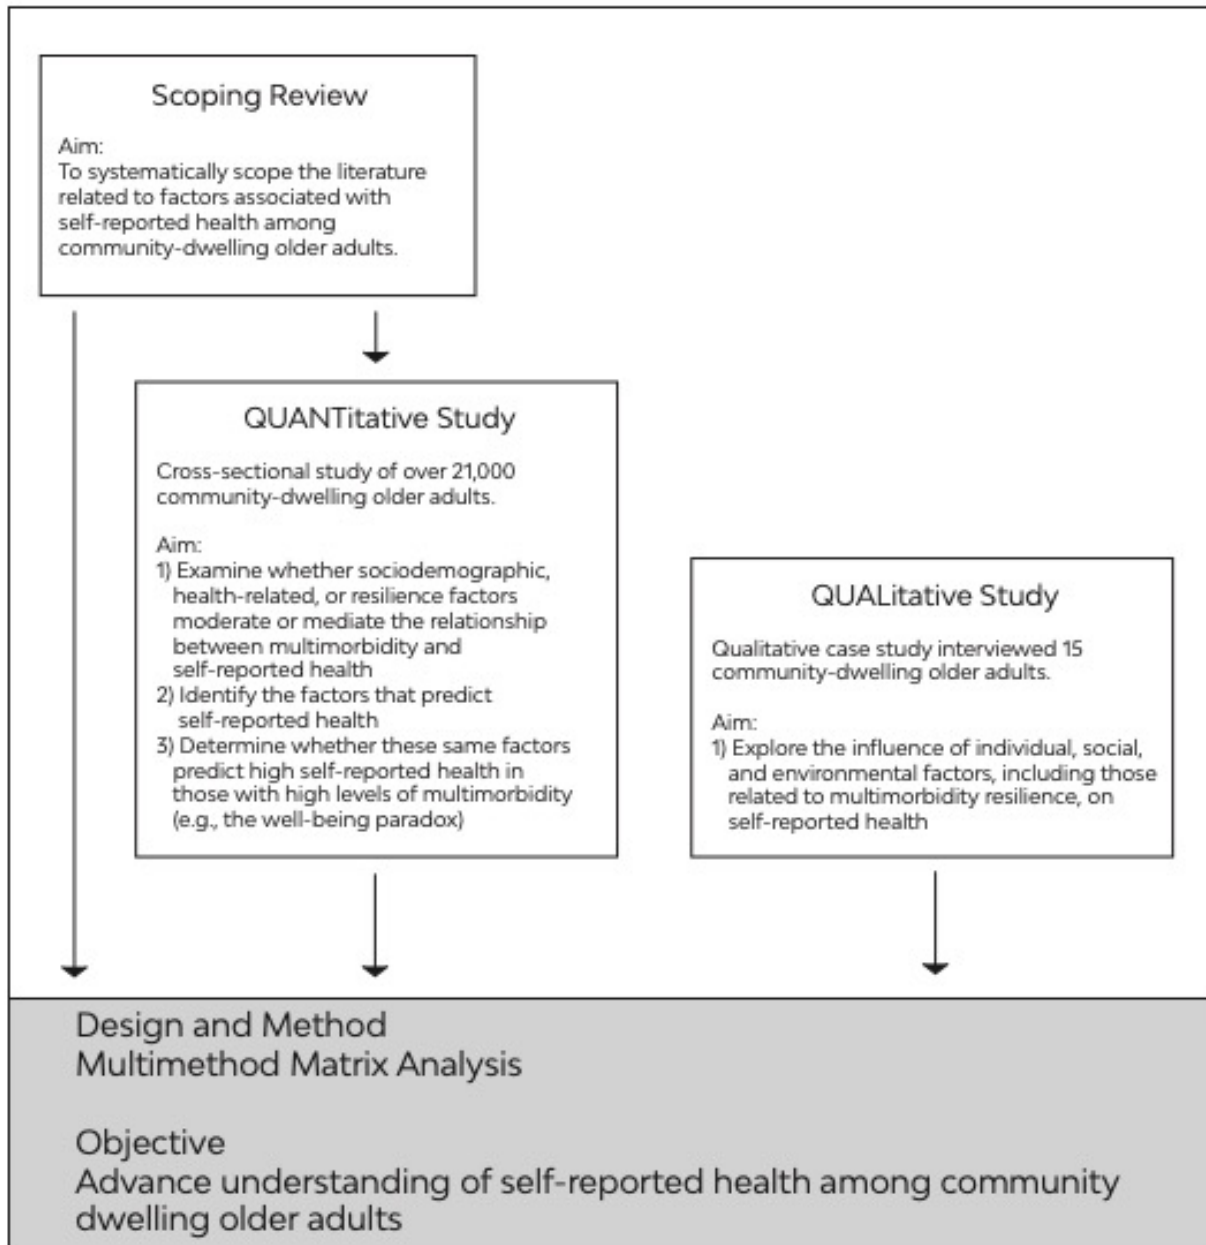 Scoping Review
Aim:
To systematically scope the literature
related to factors associated with
self-reported health among
community-dwelling older adults.
QUANTitative Study
Cross-sectional study of over 21,000
community-dwelling older adults.
Aim:
1) Examine whether sociodemographic,
health-related, or resilience factors
moderate or mediate the relationship
between multimorbidity and
self-reported health
2) Identify the factors that predict
self-reported health
3) Determine whether these same factors
predict high self-reported health in
those with high levels of multimorbidity
(e.g., the well-being paradox)
QUALitative Study
Qualitative case study interviewed 15
community-dwelling older adults.
Aim:
1) Explore the influence of individual, social,
and environmental factors, including those
related to multimorbidity resilience, on
self-reported health
Design and Method
Multimethod Matrix Analysis
Objective
Advance understanding of self-reported health among community
dwelling older adults